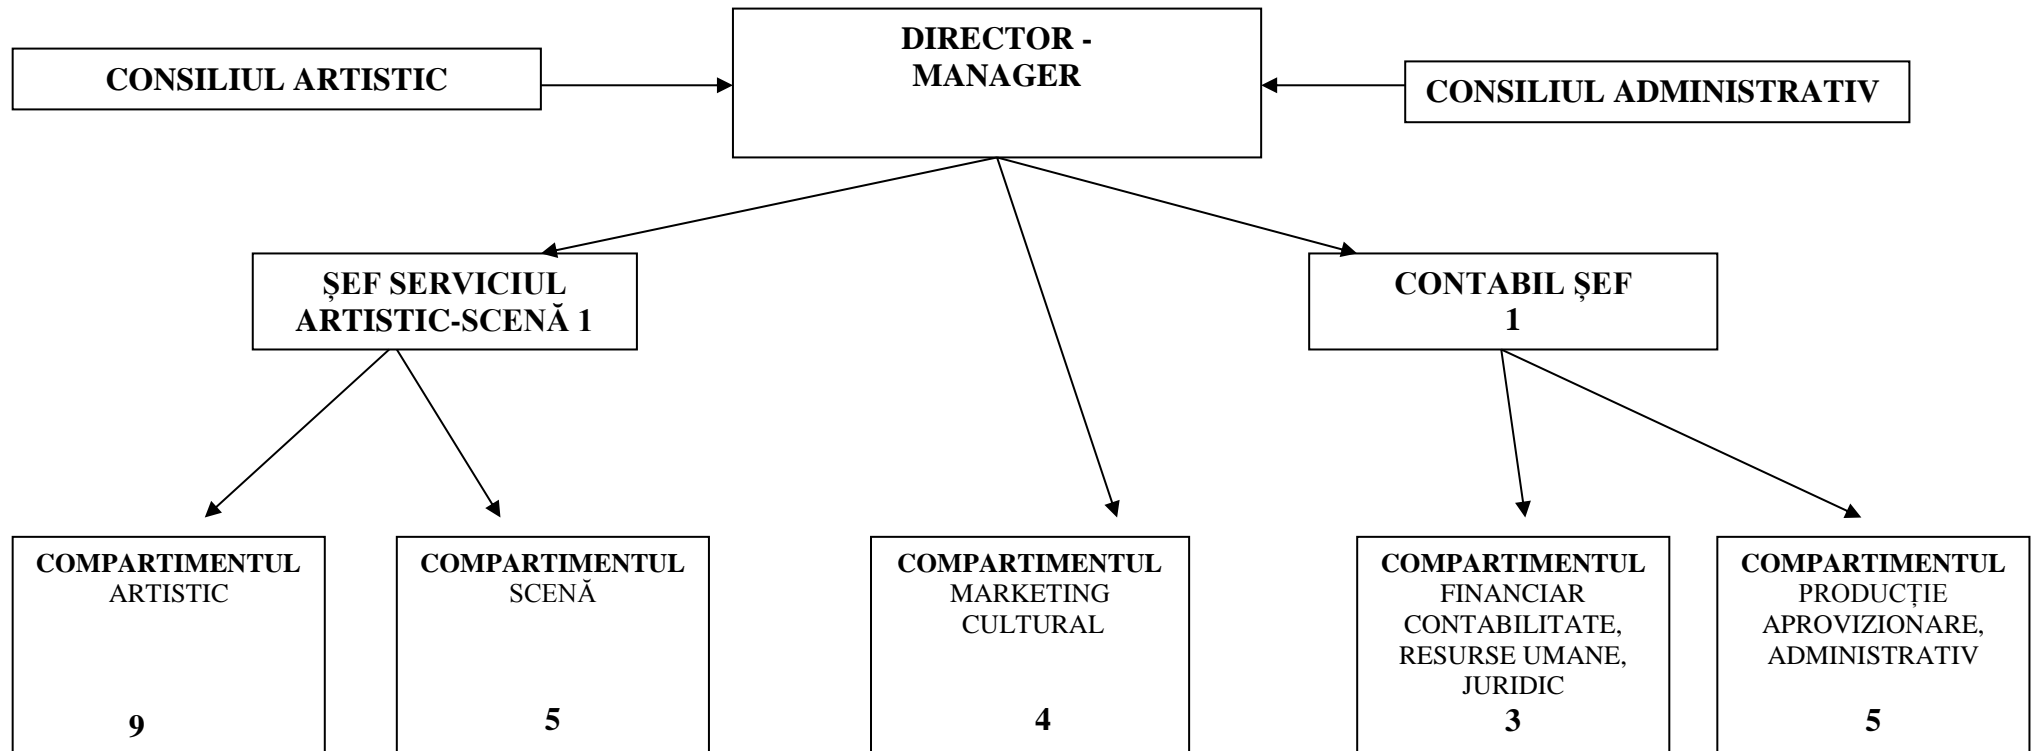 DIRECTOR -
MANAGER
CONSILIUL ARTISTIC
CONSILIUL ADMINISTRATIV
ȘEF SERVICIUL
ARTISTIC-SCENĂ 1
CONTABIL ȘEF
1
COMPARTIMENTUL
ARTISTIC
9
COMPARTIMENTUL
SCENĂ
5
COMPARTIMENTUL
MARKETING
CULTURAL
4
COMPARTIMENTUL
FINANCIAR
CONTABILITATE,
RESURSE UMANE,
JURIDIC
3
COMPARTIMENTUL
PRODUCȚIE
APROVIZIONARE,
ADMINISTRATIV
5